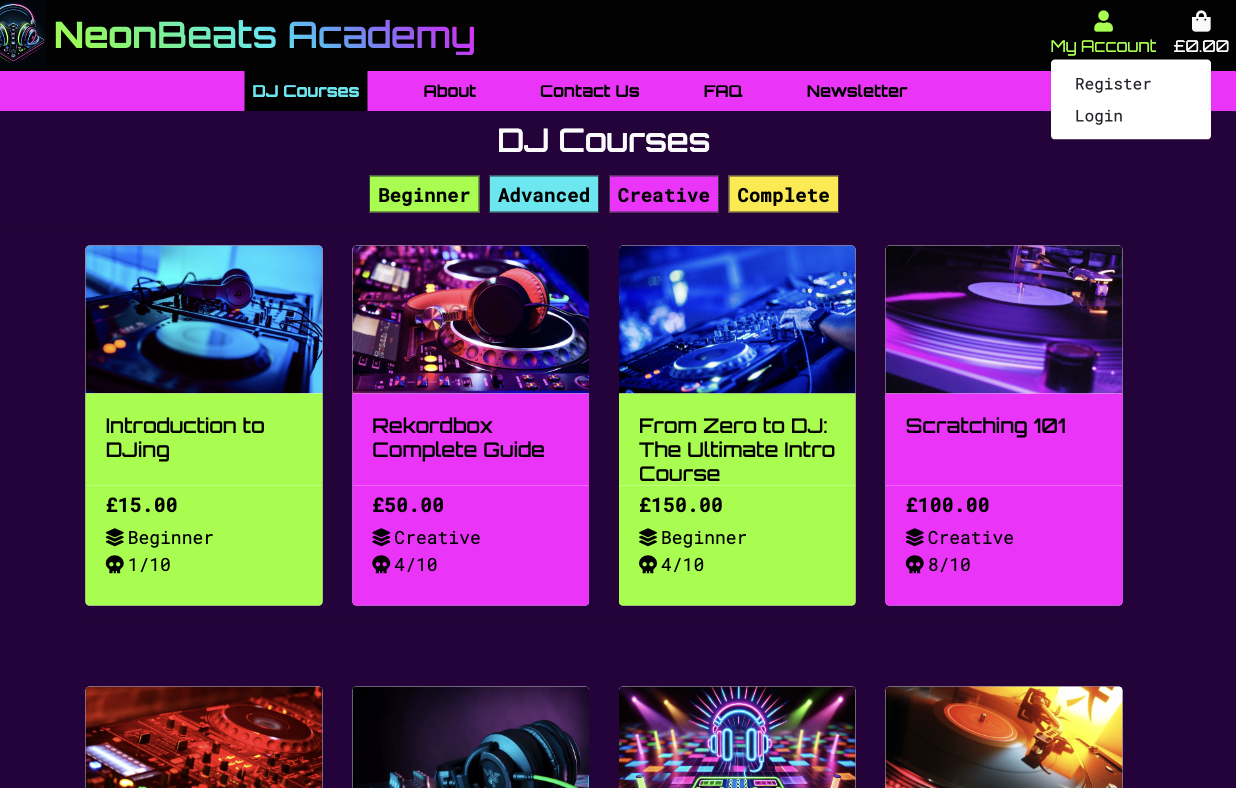 NeonBeats Academy
My Account £0.00
Register
Login
DJ Courses About Contact Us FAQ Newsletter
DJ Courses
Beginner Advanced Creative Complete
Introduction to
DJing
£15.00
Beginner
1/10
Rekordbox
Complete Guide
£50.00
Creative
4/10
From Zero to DJ:
The Ultimate Intro
Course
£150.00
Beginner
4/10
Scratching 101
£100.00
Creative
8/10